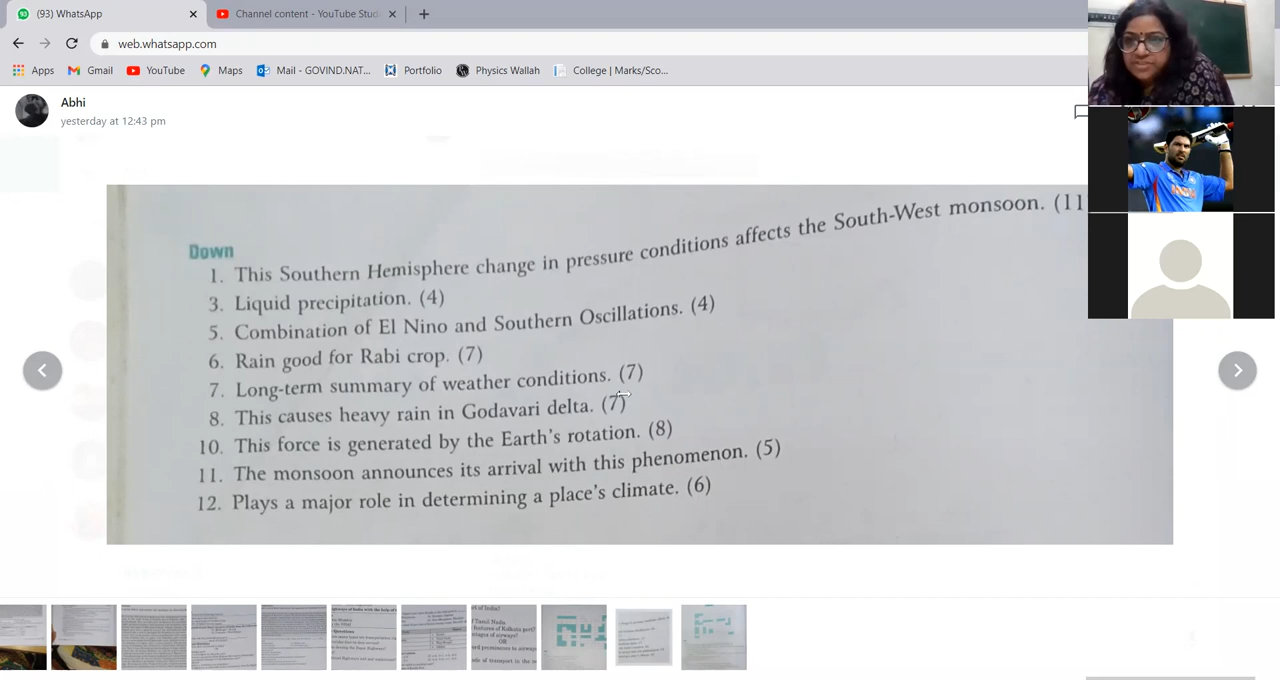 (93) WhatsApp
Channel content - YouTube Stud
web.whatsapp.com
Apps
Gmail
YouTube
Maps
Mail - GOVIND.NAT...
Portfolio
Physics Wallah
College | Marks/Sco...
Abhi
yesterday at 12:43 pm
Down
1. This Southern Hemisphere change in pressure conditions affects the South-West monsoon. (11
3. Liquid precipitation. (4)
5. Combination of El Nino and Southern Oscillations. (4)
6. Rain good for Rabi crop. (7)
7. Long-term summary of weather conditions. (7)
8. This causes heavy rain in Godavari delta. (7)
10. This force is generated by the Earth's rotation. (8)
11. The monsoon announces its arrival with this phenomenon. (5)
12. Plays a major role in determining a place's climate. (6)